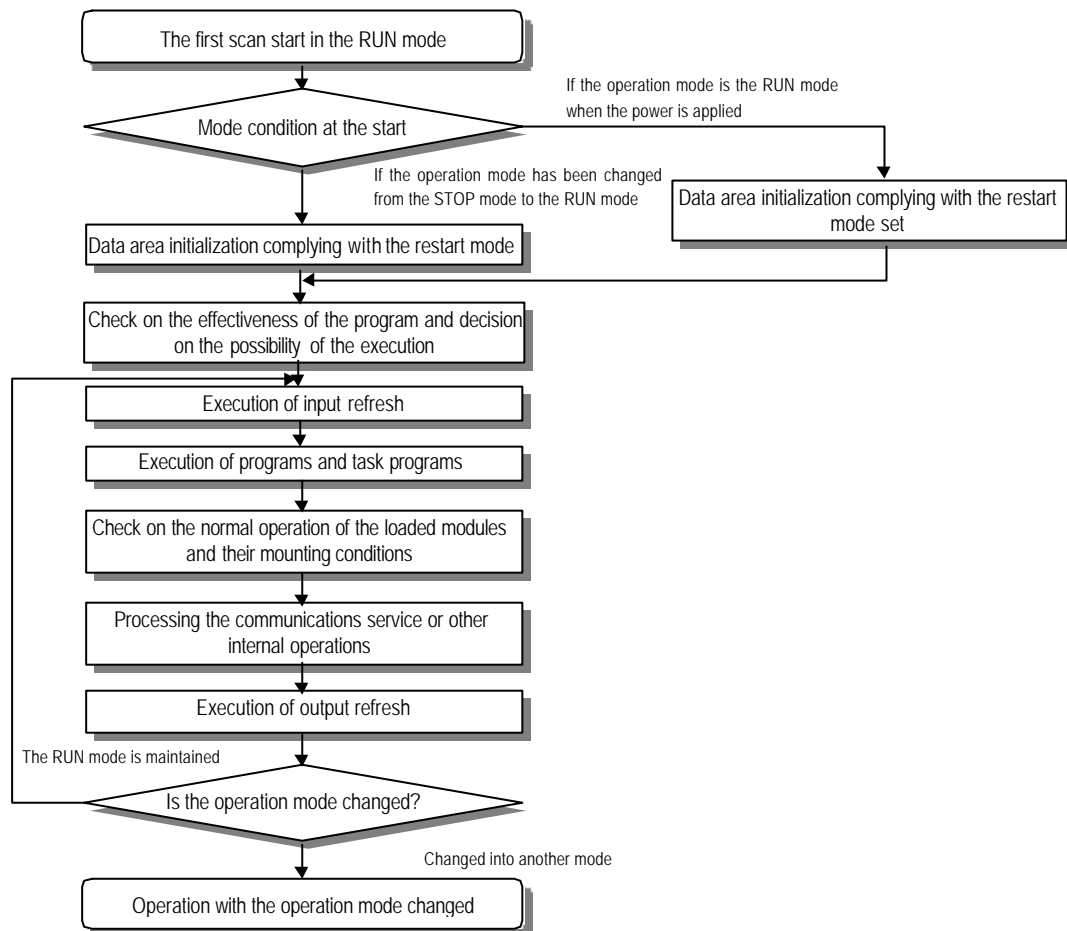 The first scan start in the RUN mode
If the operation mode is the RUN mode
when the power is applied
Mode condition at the start
If the operation mode has been changed
from the STOP mode to the RUN mode
Data area initialization complying with the restart
mode set
Data area initialization complying with the restart mode
Check on the effectiveness of the program and decision
on the possibility of the execution
Execution of input refresh
Execution of programs and task programs
Check on the normal operation of the loaded modules
and their mounting conditions
Processing the communications service or other
internal operations
Execution of output refresh
The RUN mode is maintained
Is the operation mode changed?
Changed into another mode
Operation with the operation mode changed